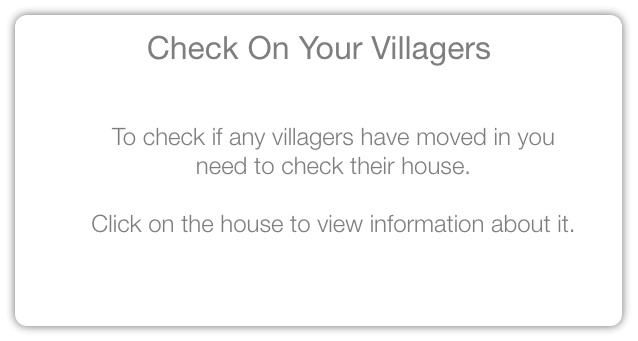 Check On Your Villagers
To check if any villagers have moved in you
need to check their house.
Click on the house to view information about it.